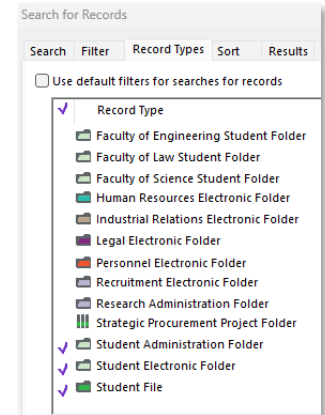 Search for Records
Search Filter Record Types Sort Results
Use default filters for searches for records
Record Type
Faculty of Engineering Student Folder
Faculty of Law Student Folder
Faculty of Science Student Folder
Human Resources Electronic Folder
Industrial Relations Electronic Folder
Legal Electronic Folder
Personnel Electronic Folder
Recruitment Electronic Folder
Research Administration Folder
Strategic Procurement Project Folder
Student Administration Folder
Student Electronic Folder
Student File